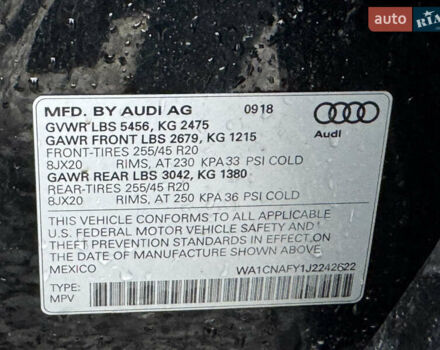 auto RIA
MFD. BY AUDI AG 0918
Audi
GVWR LBS 5456, KG 2475
GAWR FRONT LBS 2679, KG 1215
FRONT-TIRES 255/45 R20
8JX20 RIMS, AT 230 KPA 33 PSI COLD
GAWR REAR LBS 3042, KG 1380
REAR-TIRES 255/45 R20
8JX20 RIMS, AT 250 KPA 36 PSI COLD
THIS VEHICLE CONFORMS TO ALL APPLICABLE
U.S. FEDERAL MOTOR VEHICLE SAFETY AND
THEFT PREVENTION STANDARDS IN EFFECT ON
THE DATE OF MANUFACTURE SHOWN ABOVE
MEXICO WA1CNAFY1J2242622
TYPE:
MPV